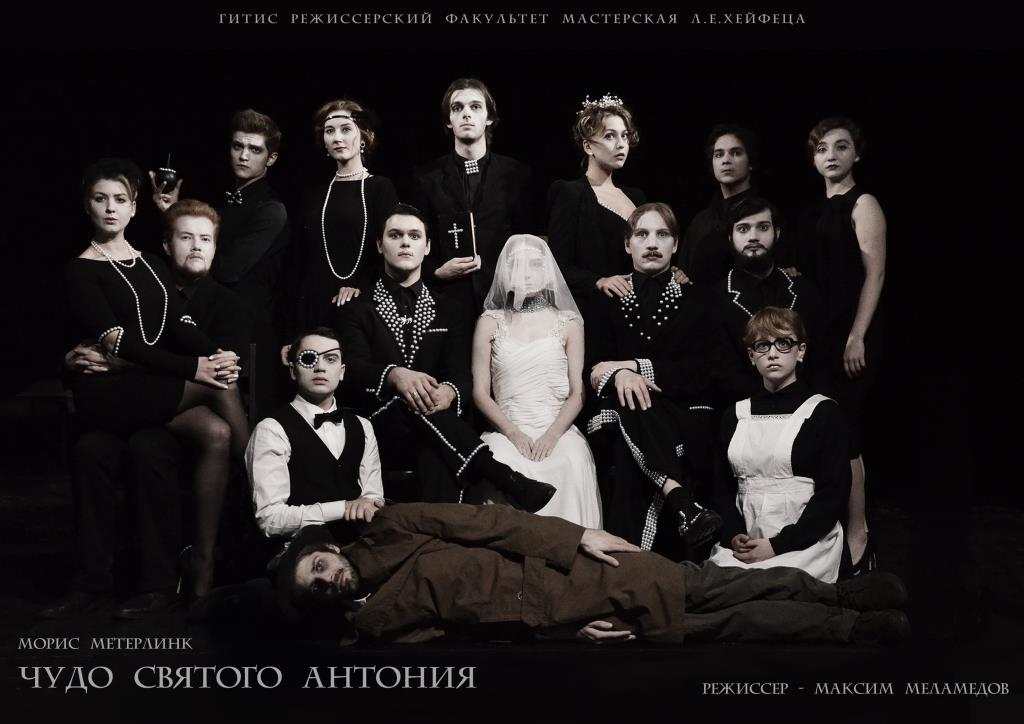 ГИТИС РЕЖИССЕРСКИЙ ФАКУЛЬТЕТ МАСТЕРСКАЯ Л.Е.ХЕЙФЕЦА
МОРИС МЕТЕРЛИНК
ЧУДО СВЯТОГО АНТОНИЯ
РЕЖИССЕР - МАКСИМ МЕЛАМЕДОВ